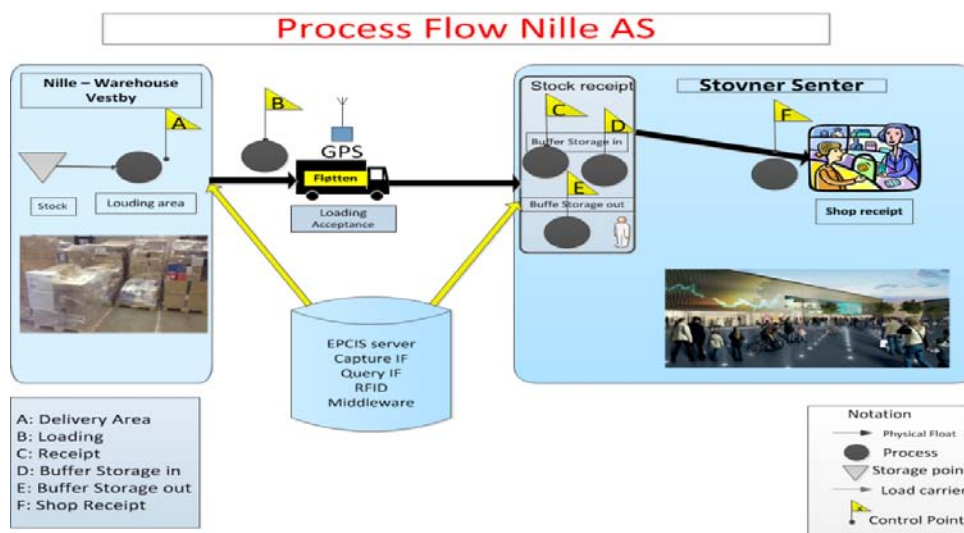 Process Flow Nille AS
Nille – Warehouse
Vestby
A
Stock
Louding area
B
GPS
Fløtten
Loading
Acceptance
Stock receipt
C
D
Buffer Storage in
E
Buffe Storage out
Stovner Senter
F
Shop receipt
EPCIS server
Capture IF
Query IF
RFID
Middleware
A: Delivery Area
B: Loading
C: Receipt
D: Buffer Storage in
E: Buffer Storage out
F: Shop Receipt
Notation
Physical Float
Process
Storage point
Load carrier
Control Point